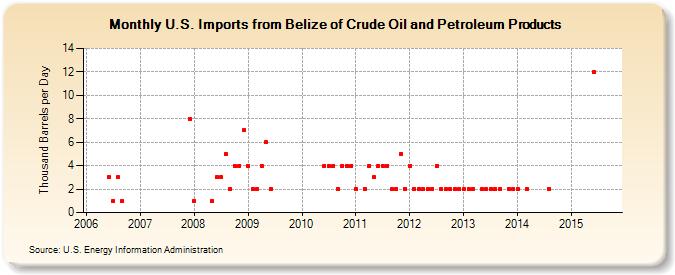 Monthly U.S. Imports from Belize of Crude Oil and Petroleum Products
Thousand Barrels per Day
14
12
10
8
6
4
2
0
2006 2007 2008 2009 2010 2011 2012 2013 2014 2015
Source: U.S. Energy Information Administration